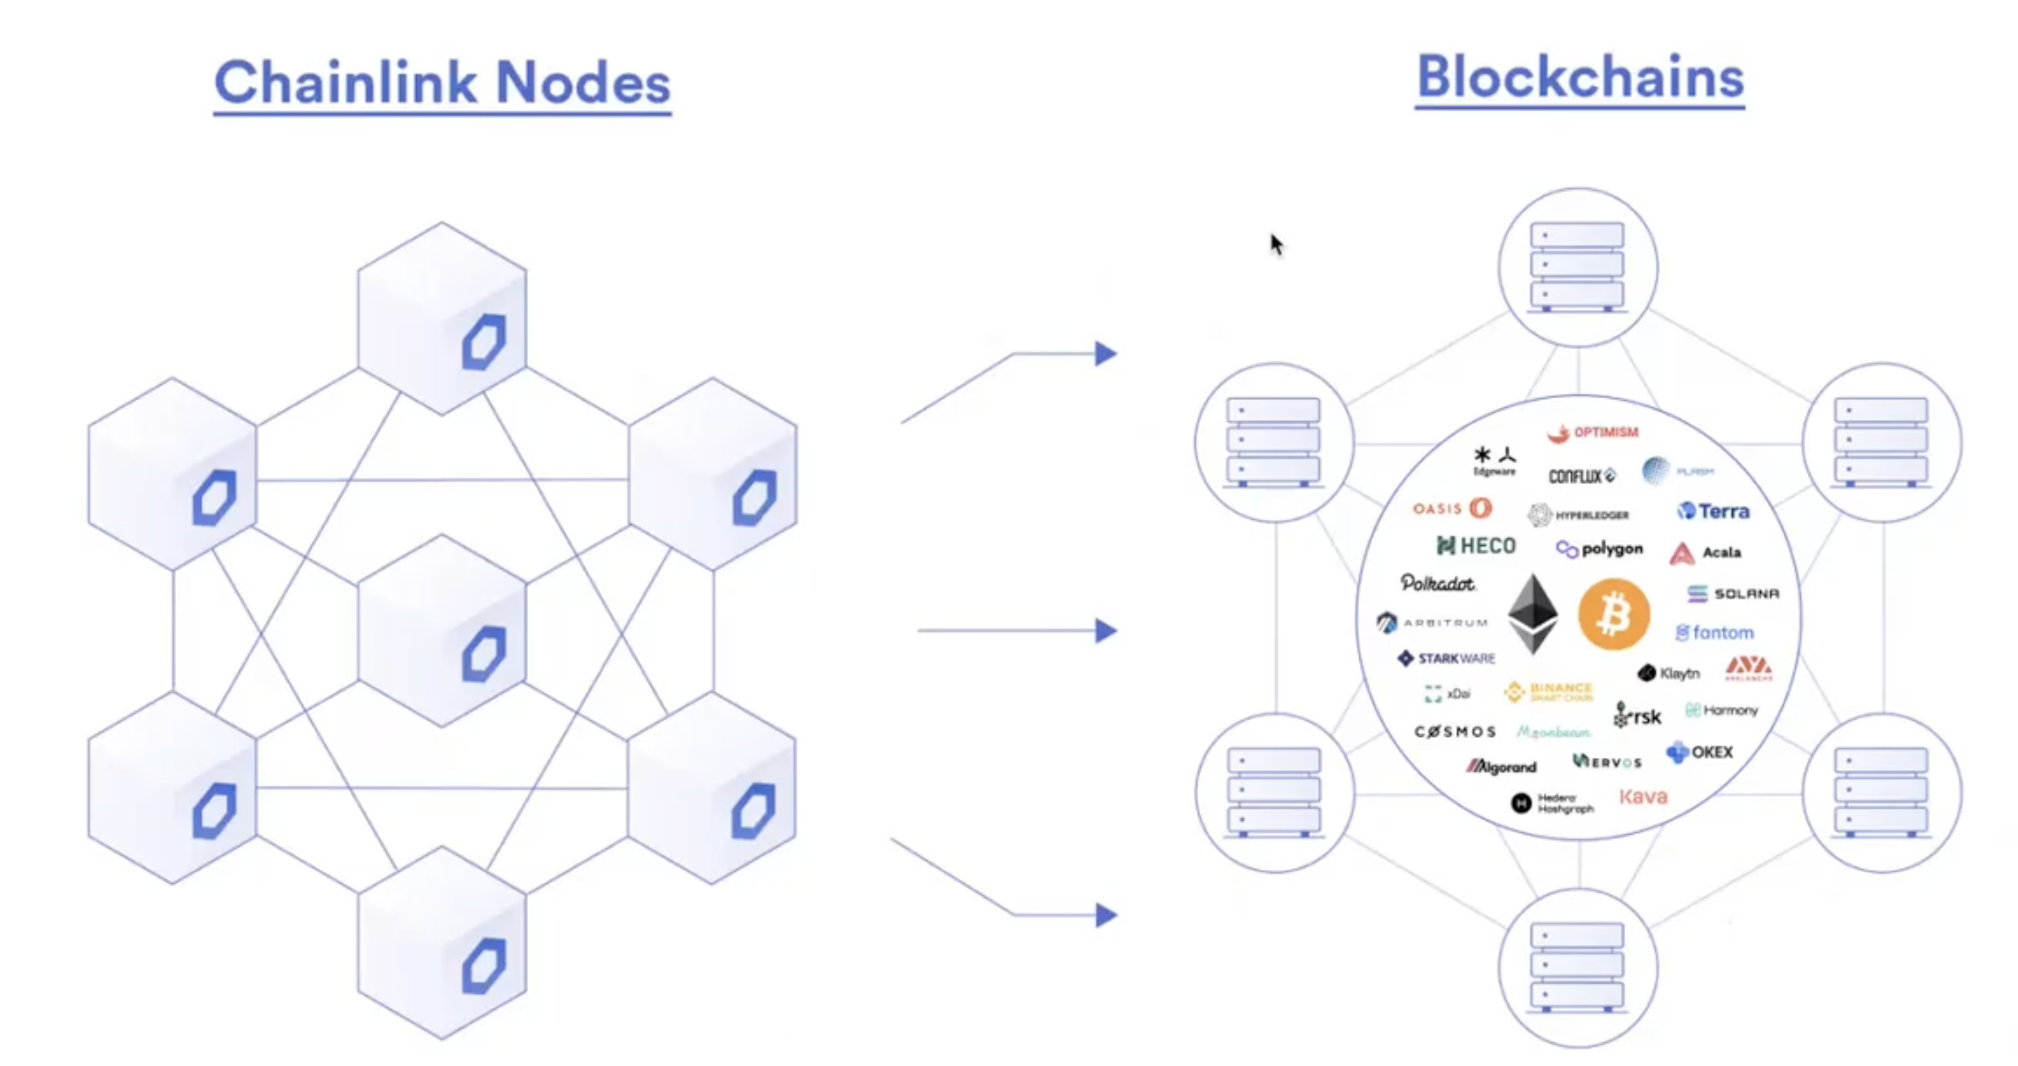 Chainlink Nodes
Blockchains
OPTIMISM
Edgeware
CONFLUX
OASIS
HYPERLEDGER
Terra
HECO
polygon
Acala
Polkadot.
SOLANA
ARBITRUM
fantom
STARKWARE
Klaytn
AVALANCHE
xDai
BINANCE
SMART CHAIN
rsk
Harmony
COSMOS
Moonbeam
Algorand
NERVOS
OKEX
Hedera
Hashgraph
Kava